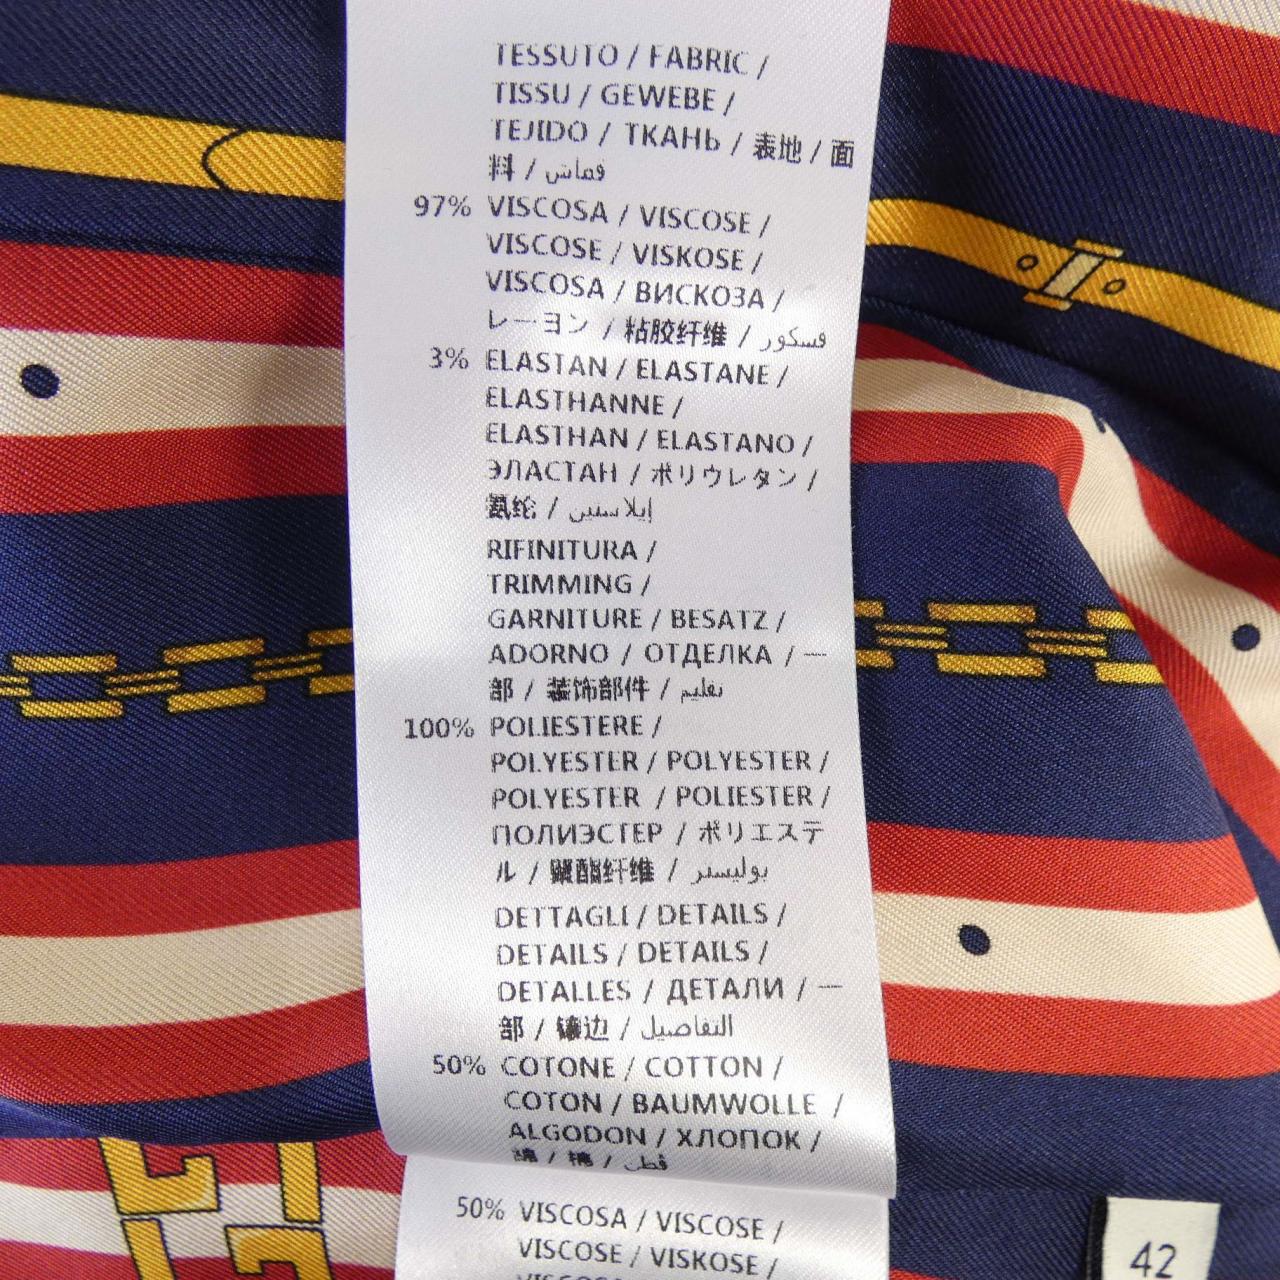 TESSUTO / FABRIC /
TISSU / GEWEBE /
TEJIDO / ТКАНЬ / 表地 / 面
料 / قماش
97% VISCOSA / VISCOSE /
VISCOSE / VISKOSE /
VISCOSA / ВИСКОЗА /
レーヨン / 粘胶纤维 / فسكور
3% ELASTAN / ELASTANE /
ELASTHANNE /
ELASTHAN / ELASTANO /
ЭЛАСТАН / ポリウレタン /
氨纶 / إيلاستين
RIFINITURA /
TRIMMING /
GARNITURE / BESATZ /
ADORNO / ОТДЕЛКА / 一
部 / 装饰部件 / تقليم
100% POLIESTERE /
POLYESTER / POLYESTER /
POLYESTER / POLIESTER /
ПОЛИЭСТЕР / ポリエステ
ル / 聚酯纤维 / بوليستر
DETTAGLI / DETAILS /
DETAILS / DETAILS /
DETALLES / ДЕТАЛИ / 一
部 / 镶边 / التفاصيل
50% COTONE / COTTON /
COTON / BAUMWOLLE /
ALGODON / ХЛОПОК /
綿 / 棉 / قطن
50% VISCOSA / VISCOSE /
VISCOSE / VISKOSE /
42